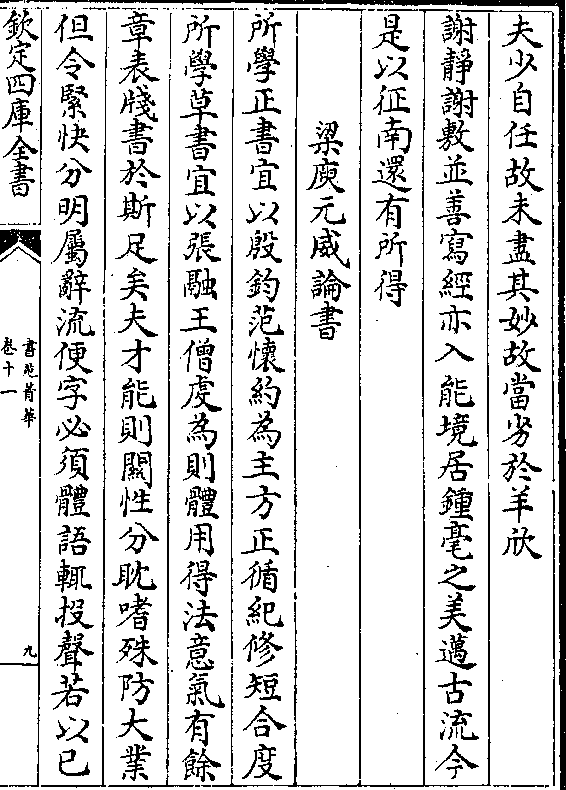 夫少自任故未盡其妙故當劣於羊欣
謝靜謝敷並善寫經亦入能境居鍾毫之美邁古流今
是以征南還有所得
梁庾元威論書
所學正書宜以殷鈞范懷約為主方正循紀修短合度
所學草書宜以張融王僧虔為則體用得法意氣有餘
章表牋書於斯足矣夫才能則關性分耽嗜殊防大業
但令緊快分明屬辭流便字必須體語輒投聲若以已
欽定四庫全書
書苑菁華
卷十一
九